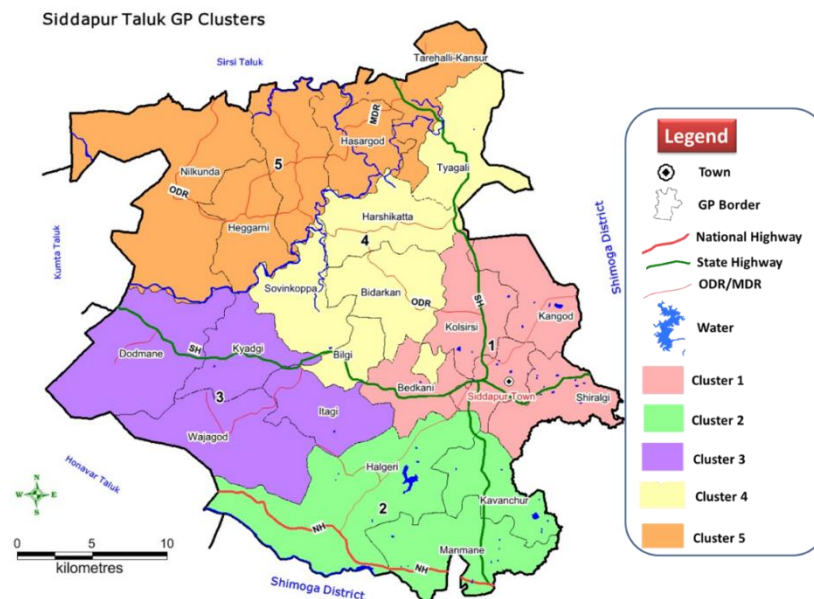 Siddapur Taluk GP Clusters
Sirsi Taluk
Tarehalli-Kansur
MDR
Hasargod
5
Tyagali
Nilkunda
ODR
Harshikatta
Heggarni
4
Kumta Taluk
Shimoga District
Sovinkoppa
Bidarkan
ODR
SH
Kangod
Kolsirsi
1
Dodmane
SH
Kyadgi
Bilgi
Bedkani
Siddapur Town
Shiralgi
3
Itagi
Wajagod
Honavar Taluk
Halgeri
Kavanchur
2
NH
Manmane
NH
Shimoga District
N
W
E
S
0 5 10
kilometres
Legend
Town
GP Border
National Highway
State Highway
ODR/MDR
Water
Cluster 1
Cluster 2
Cluster 3
Cluster 4
Cluster 5